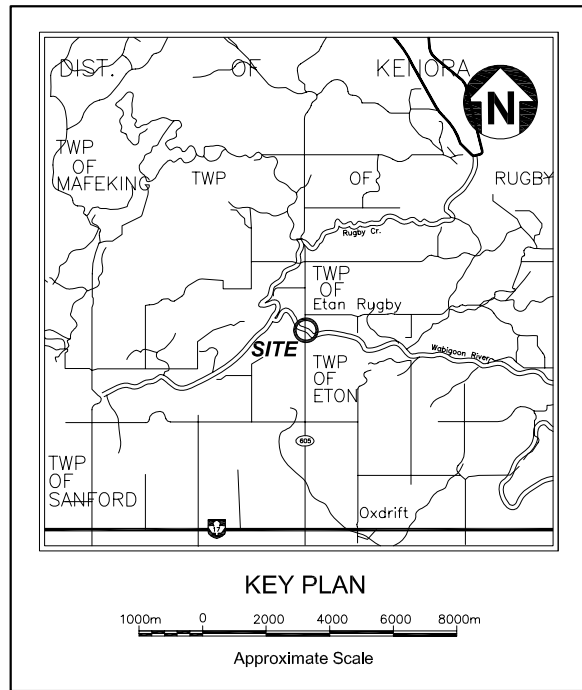 DIST. OF KENORA
N
TWP
OF
MAFEKING
TWP OF RUGBY
Rugby Cr.
TWP
OF
Etan Rugby
SITE
Wabigoon River
TWP
OF
ETON
605
TWP
OF
SANFORD
Oxdrift
17
KEY PLAN
1000m 0 2000 4000 6000 8000m
Approximate Scale